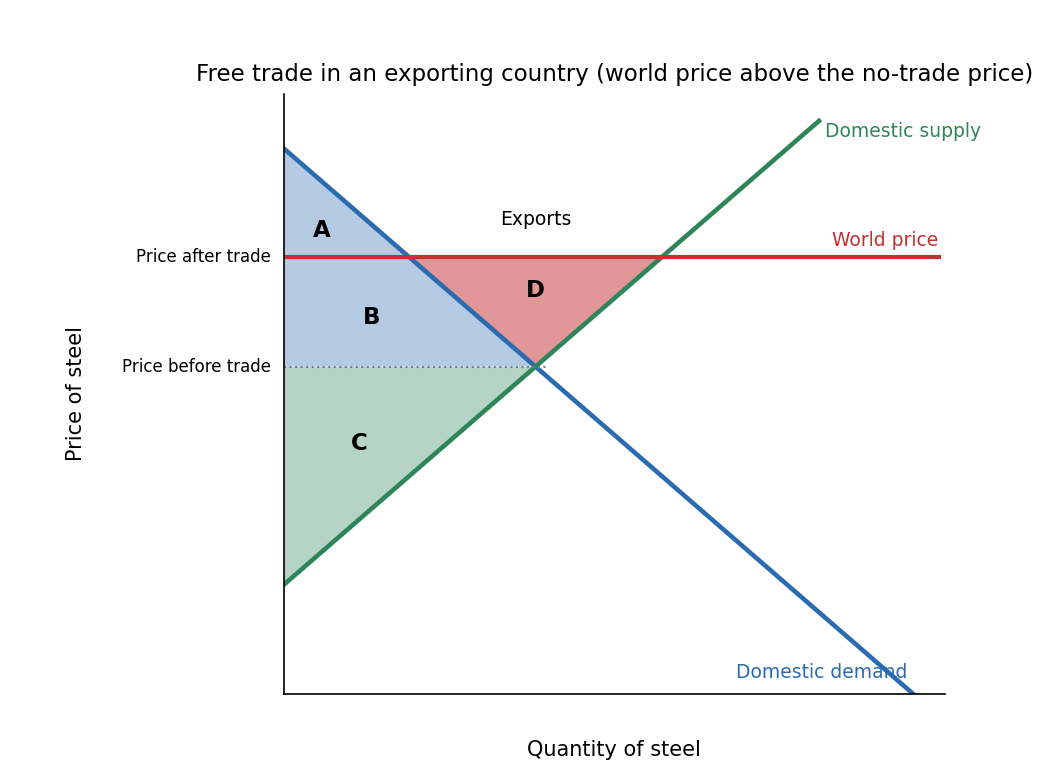 Free trade in an exporting country (world price above the no-trade price)
Domestic supply
Exports
A
World price
Price after trade
D
B
Price before trade
Price of steel
C
Domestic demand
Quantity of steel